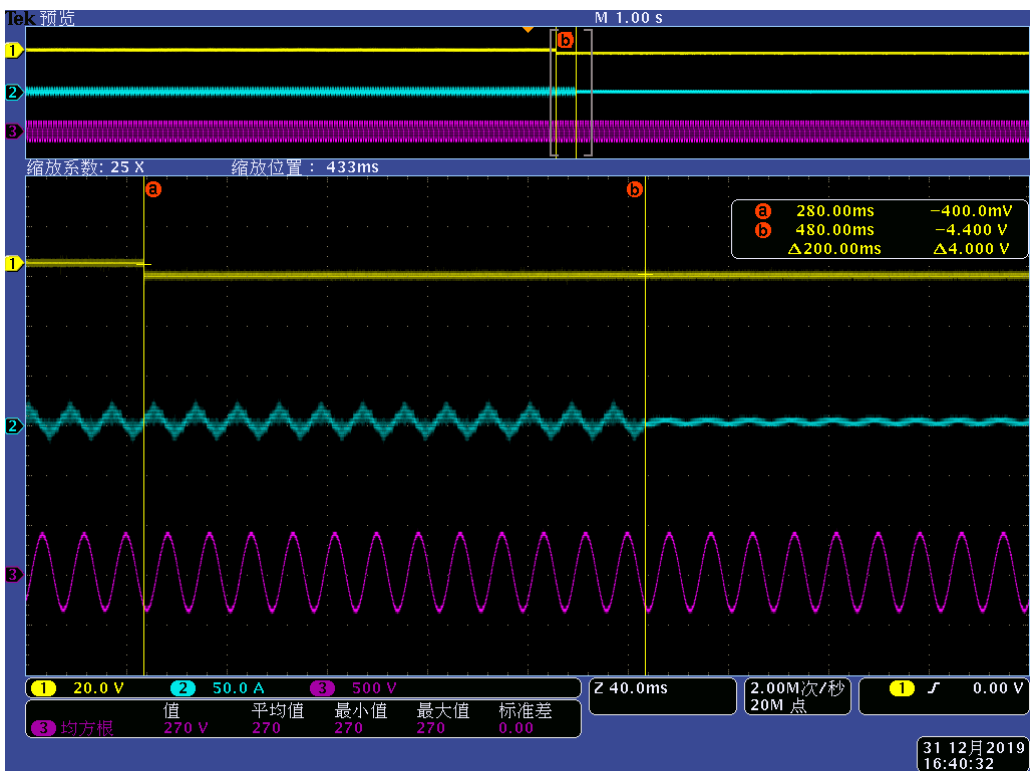 Tek 预览 M 1.00 s
b
1
2
3
缩放系数: 25 X 缩放位置: 433ms
a b
a 280.00ms −400.0mV
b 480.00ms −4.400 V
Δ200.00ms Δ4.000 V
1
2
3
1 20.0 V 2 50.0 A 3 500 V
Z 40.0ms
2.00M次/秒
20M 点
1 ƒ 0.00 V
值 平均值 最小值 最大值 标准差
3 均方根 270 V 270 270 270 0.00
31 12月2019
16:40:32